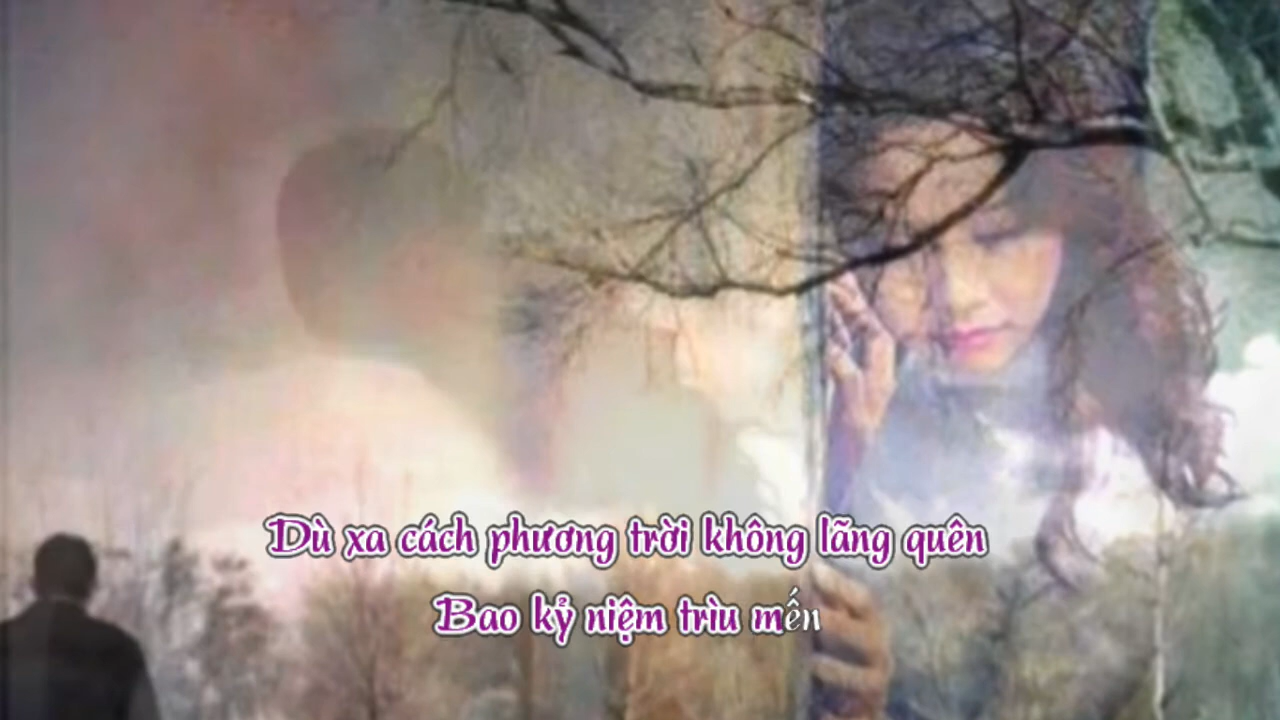 Dù xa cách phương trời không lãng quên
Bao kỷ niệm trìu mến